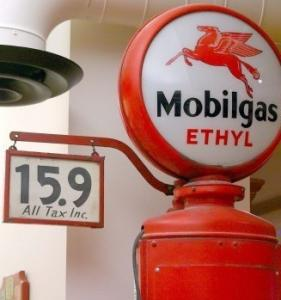 Mobilgas
ETHYL
15.9
All Tax Inc.